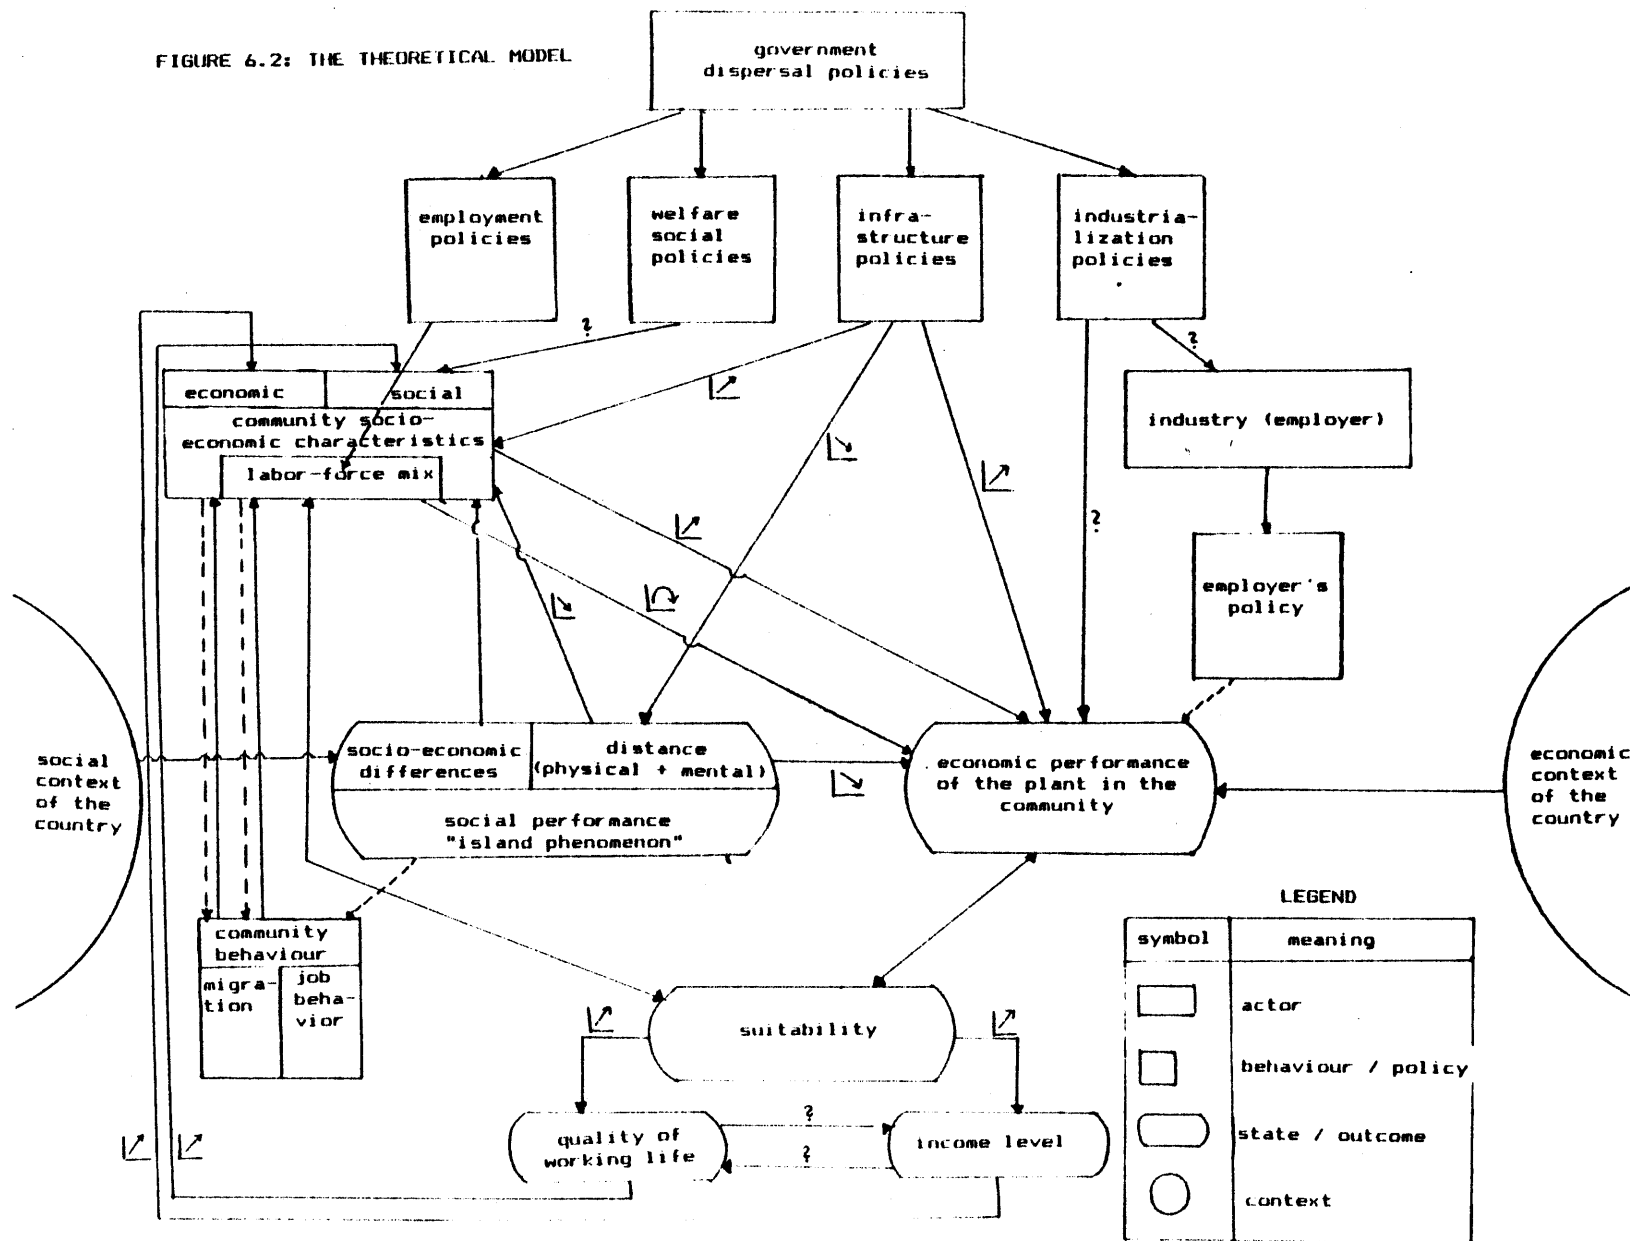 FIGURE 6.2: THE THEORETICAL MODEL
government
dispersal policies
employment
policies
welfare
social
policies
infra-
structure
policies
industria-
lization
policies
?
?
economic
social
community socio-
economic characteristics
labor-force mix
industry (employer)
?
employer's
policy
social
context
of the
country
socio-economic
differences
distance
(physical + mental)
social performance
"island phenomenon"
economic performance
of the plant in the
community
economic
context
of the
country
community
behaviour
migra-
tion
job
beha-
vior
suitability
quality of
working life
?
?
income level
LEGEND
symbol
meaning
actor
behaviour / policy
state / outcome
context